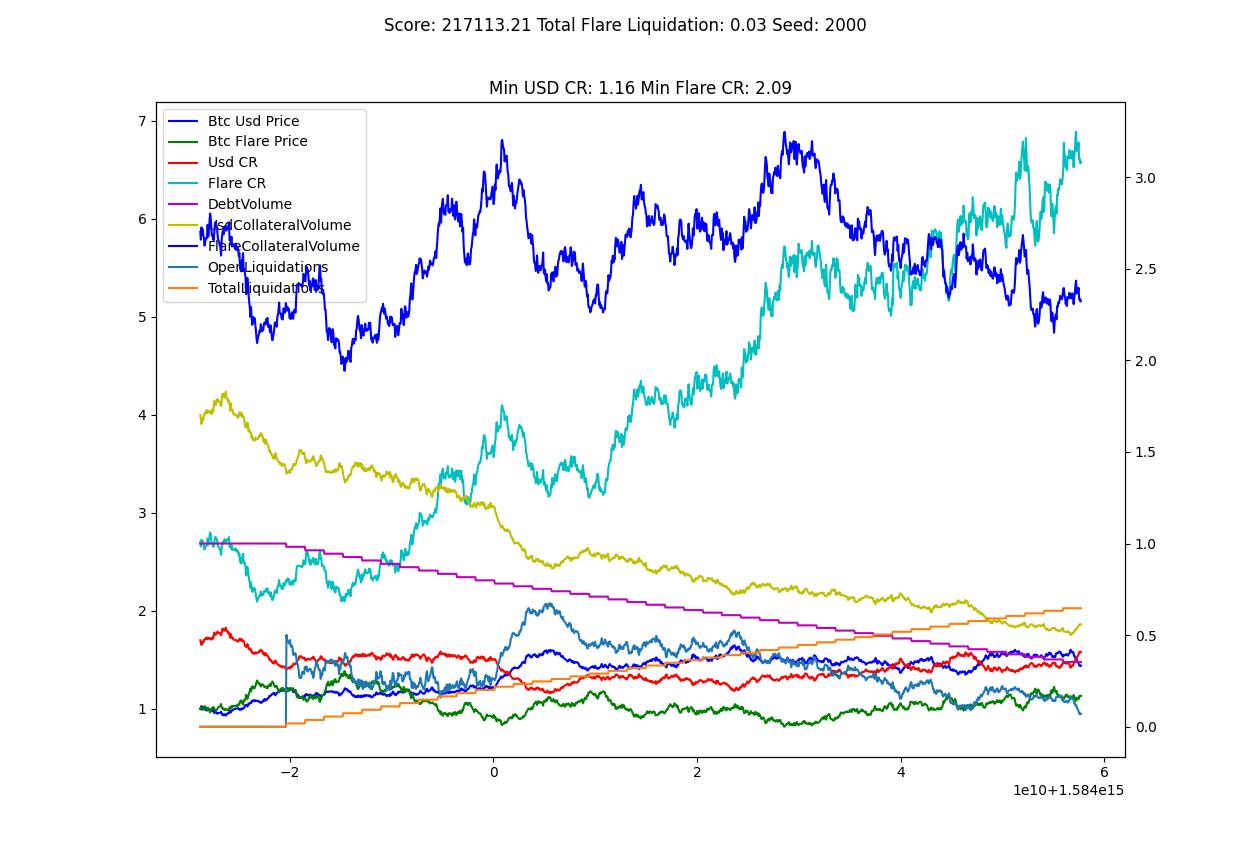 Score: 217113.21 Total Flare Liquidation: 0.03 Seed: 2000
Min USD CR: 1.16 Min Flare CR: 2.09
Btc Usd Price
Btc Flare Price
Usd CR
Flare CR
DebtVolume
UsdCollateralVolume
FlareCollateralVolume
OpenLiquidations
TotalLiquidations
7
6
5
4
3
2
1
3.0
2.5
2.0
1.5
1.0
0.5
0.0
−2
0
2
4
6
1e10+1.584e15